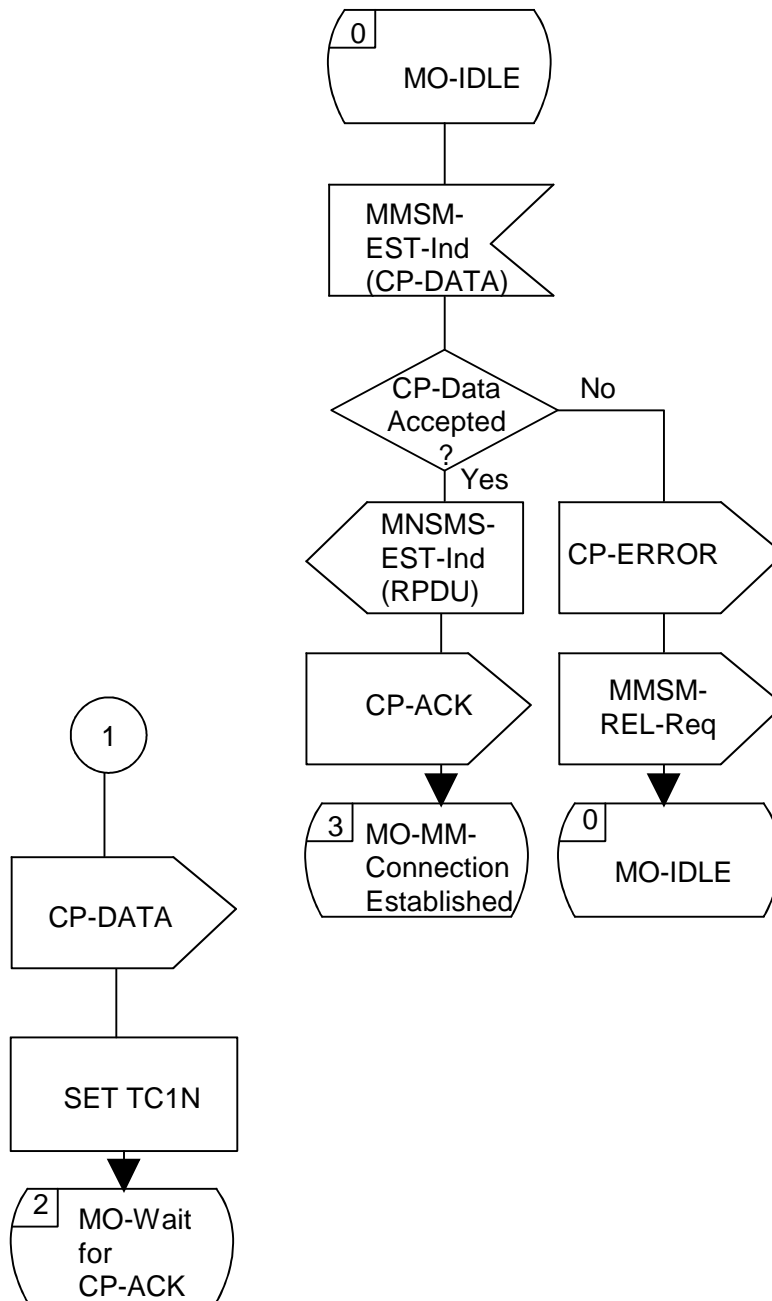 0
MO-IDLE
MMSM-
EST-Ind
(CP-DATA)
CP-Data
Accepted
?
No
Yes
MNSMS-
EST-Ind
(RPDU)
CP-ERROR
CP-ACK
MMSM-
REL-Req
3
MO-MM-
Connection
Established
0
MO-IDLE
1
CP-DATA
SET TC1N
2
MO-Wait
for
CP-ACK